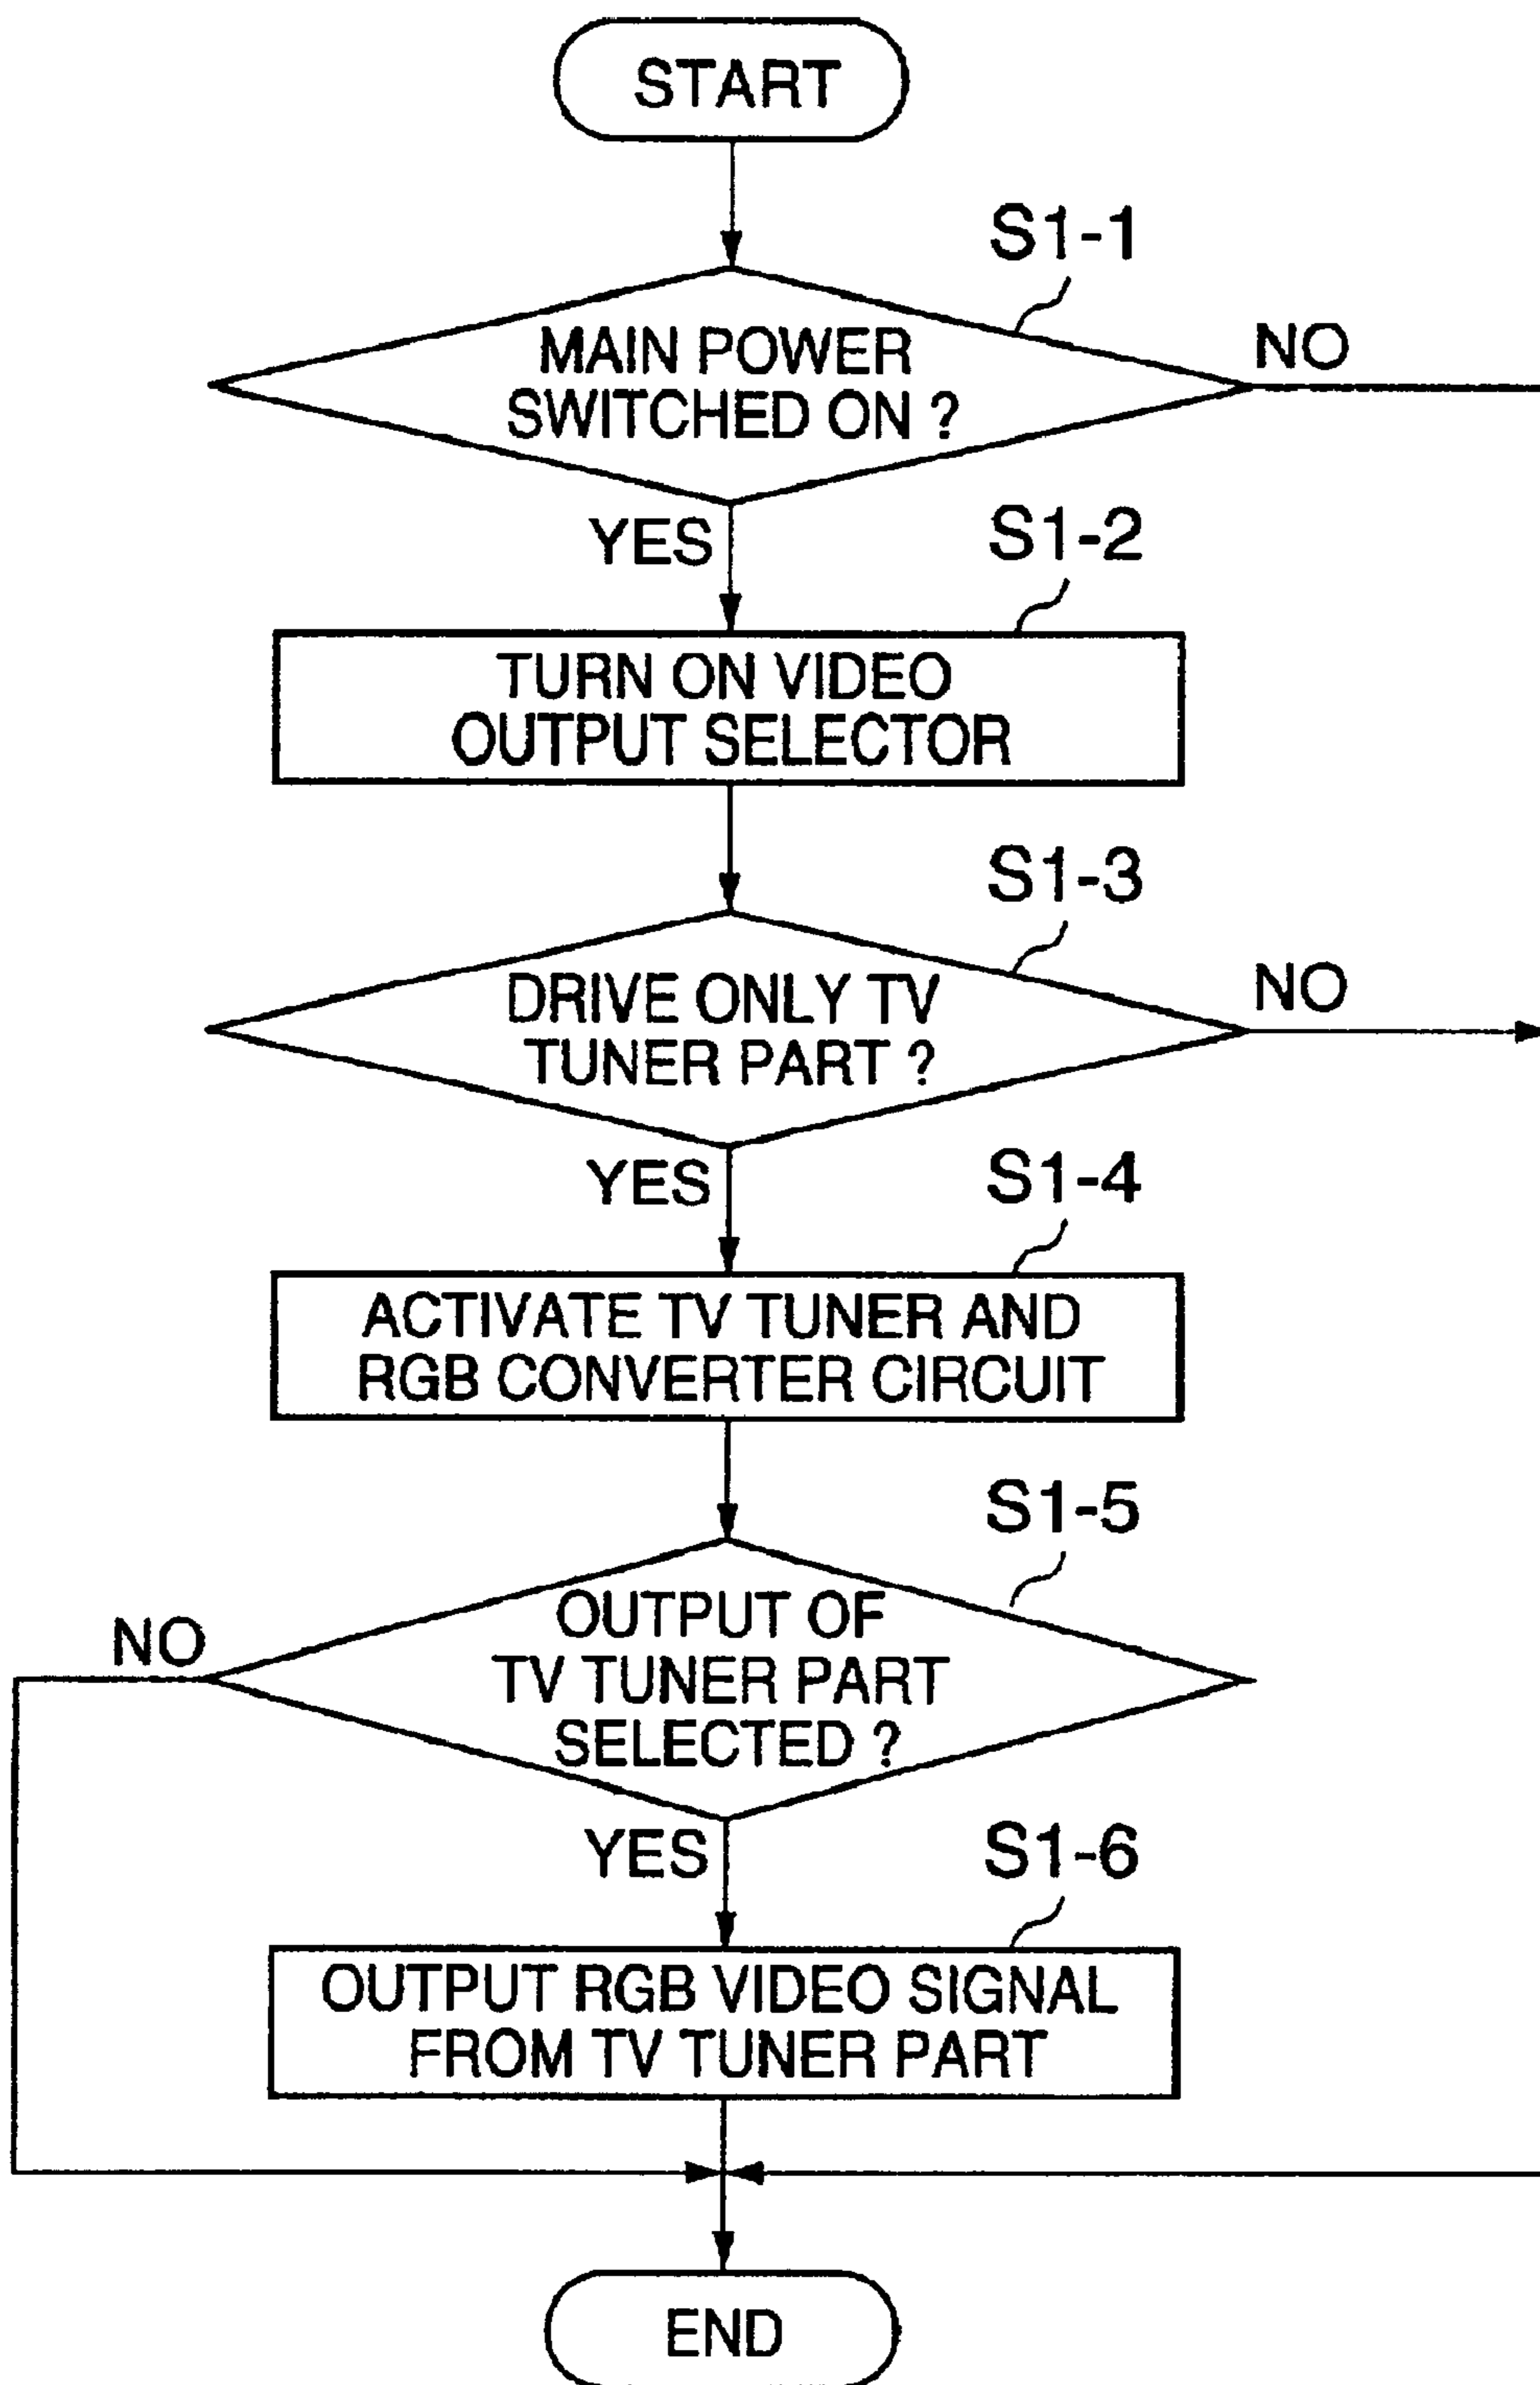 START
S1-1
MAIN POWER
SWITCHED ON ?
NO
YES
S1-2
TURN ON VIDEO
OUTPUT SELECTOR
S1-3
DRIVE ONLY TV
TUNER PART ?
NO
YES
S1-4
ACTIVATE TV TUNER AND
RGB CONVERTER CIRCUIT
S1-5
OUTPUT OF
TV TUNER PART
SELECTED ?
NO
YES
S1-6
OUTPUT RGB VIDEO SIGNAL
FROM TV TUNER PART
END